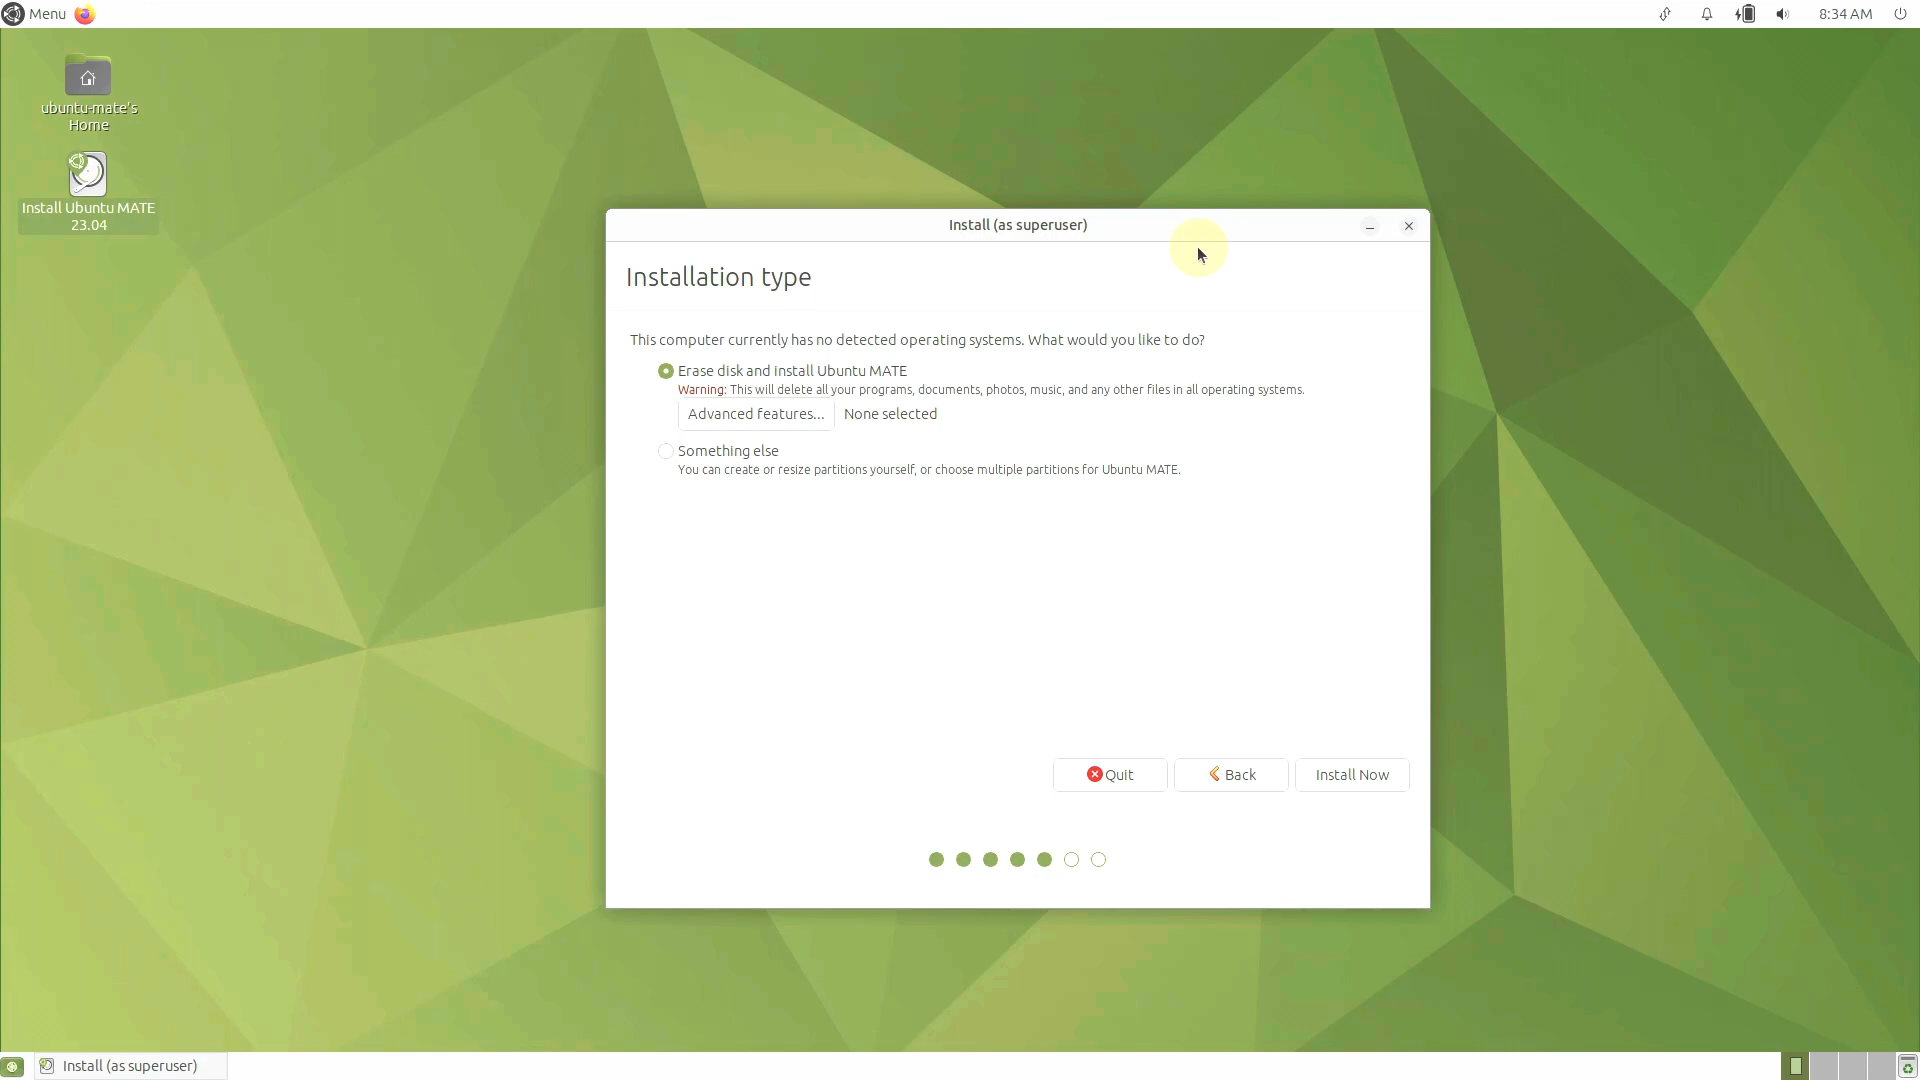 Menu
8:34 AM
ubuntu-mate's
Home
Install Ubuntu MATE
23.04
Install (as superuser)
Installation type
This computer currently has no detected operating systems. What would you like to do?
Erase disk and install Ubuntu MATE
Warning: This will delete all your programs, documents, photos, music, and any other files in all operating systems.
Advanced features... None selected
Something else
You can create or resize partitions yourself, or choose multiple partitions for Ubuntu MATE.
Quit Back Install Now
Install (as superuser)